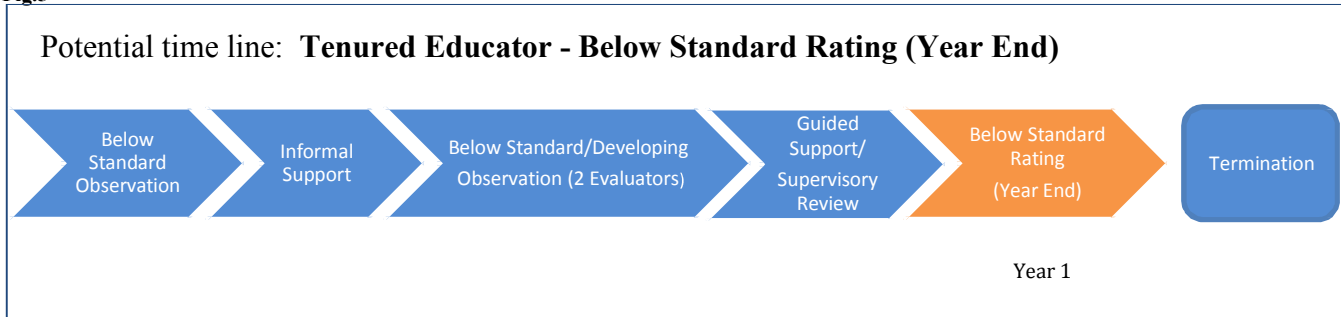 Potential time line: Tenured Educator - Below Standard Rating (Year End)
Below
Standard
Observation
Informal
Support
Below Standard/Developing
Observation (2 Evaluators)
Guided
Support/
Supervisory
Review
Below Standard
Rating
(Year End)
Termination
Year 1